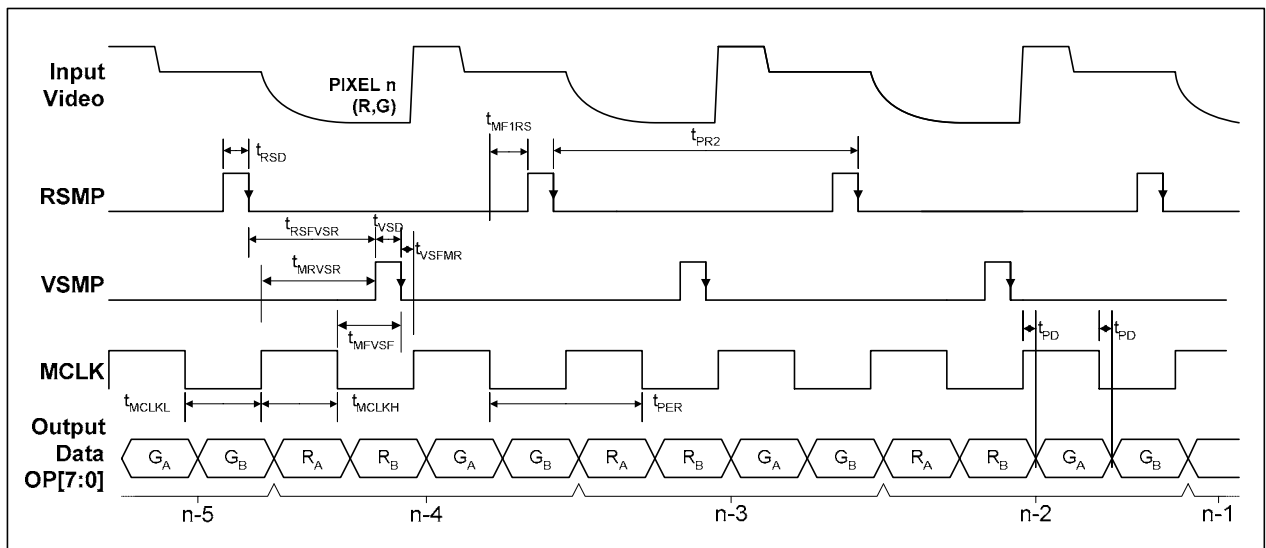 Input
Video
PIXEL n
(R,G)
tMF1RS
tPR2
tRSD
RSMP
tRSFVSR
tVSD
tVSFMR
tMRVSR
VSMP
tMFVSF
tPD
tPD
MCLK
tMCLKL
tMCLKH
tPER
Output
Data
OP[7:0]
GA GB RA RB GA GB RA RB GA GB RA RB GA GB
n-5 n-4 n-3 n-2 n-1